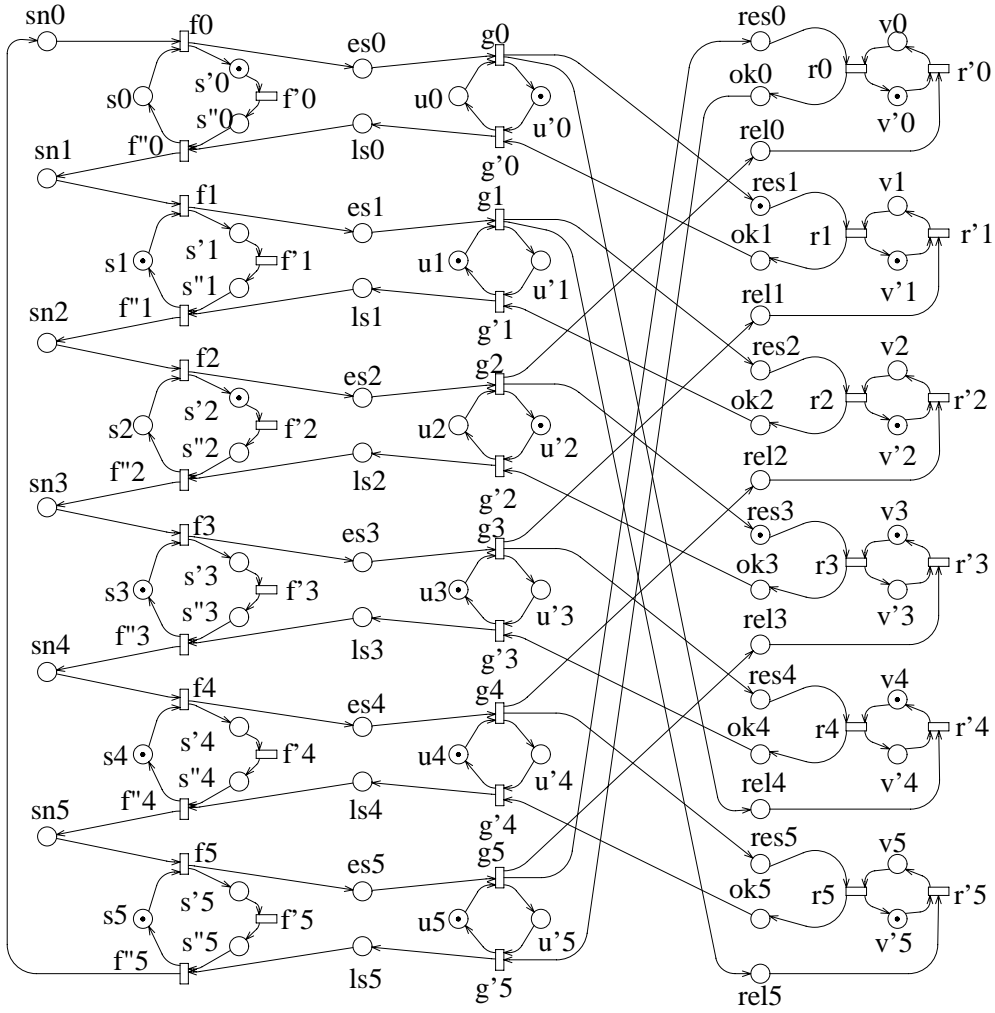 sn0 f0 es0 g0 res0 v0
s'0 r0 r'0
s0 u0 ok0
f'0
s"0 u'0 v'0
f"0 ls0 rel0
sn1 g'0
f1 es1 g1 res1 v1
s'1 r1 r'1
s1 u1 ok1
f'1
s"1 u'1 v'1
f"1 ls1 rel1
sn2 g'1
f2 es2 g2 res2 v2
s'2 r2 r'2
s2 u2 ok2
f'2
s"2 u'2 v'2
f"2 ls2 rel2
sn3 g'2
f3 es3 g3 res3 v3
s'3 r3 r'3
s3 u3 ok3
f'3
s"3 u'3 v'3
f"3 ls3 rel3
sn4 g'3
f4 es4 g4 res4 v4
s'4 r4 r'4
s4 u4 ok4
f'4
s"4 u'4 v'4
f"4 ls4 rel4
sn5 g'4
f5 es5 g5 res5 v5
s'5 r5 r'5
s5 u5 ok5
f'5
s"5 u'5 v'5
f"5 ls5 g'5 rel5